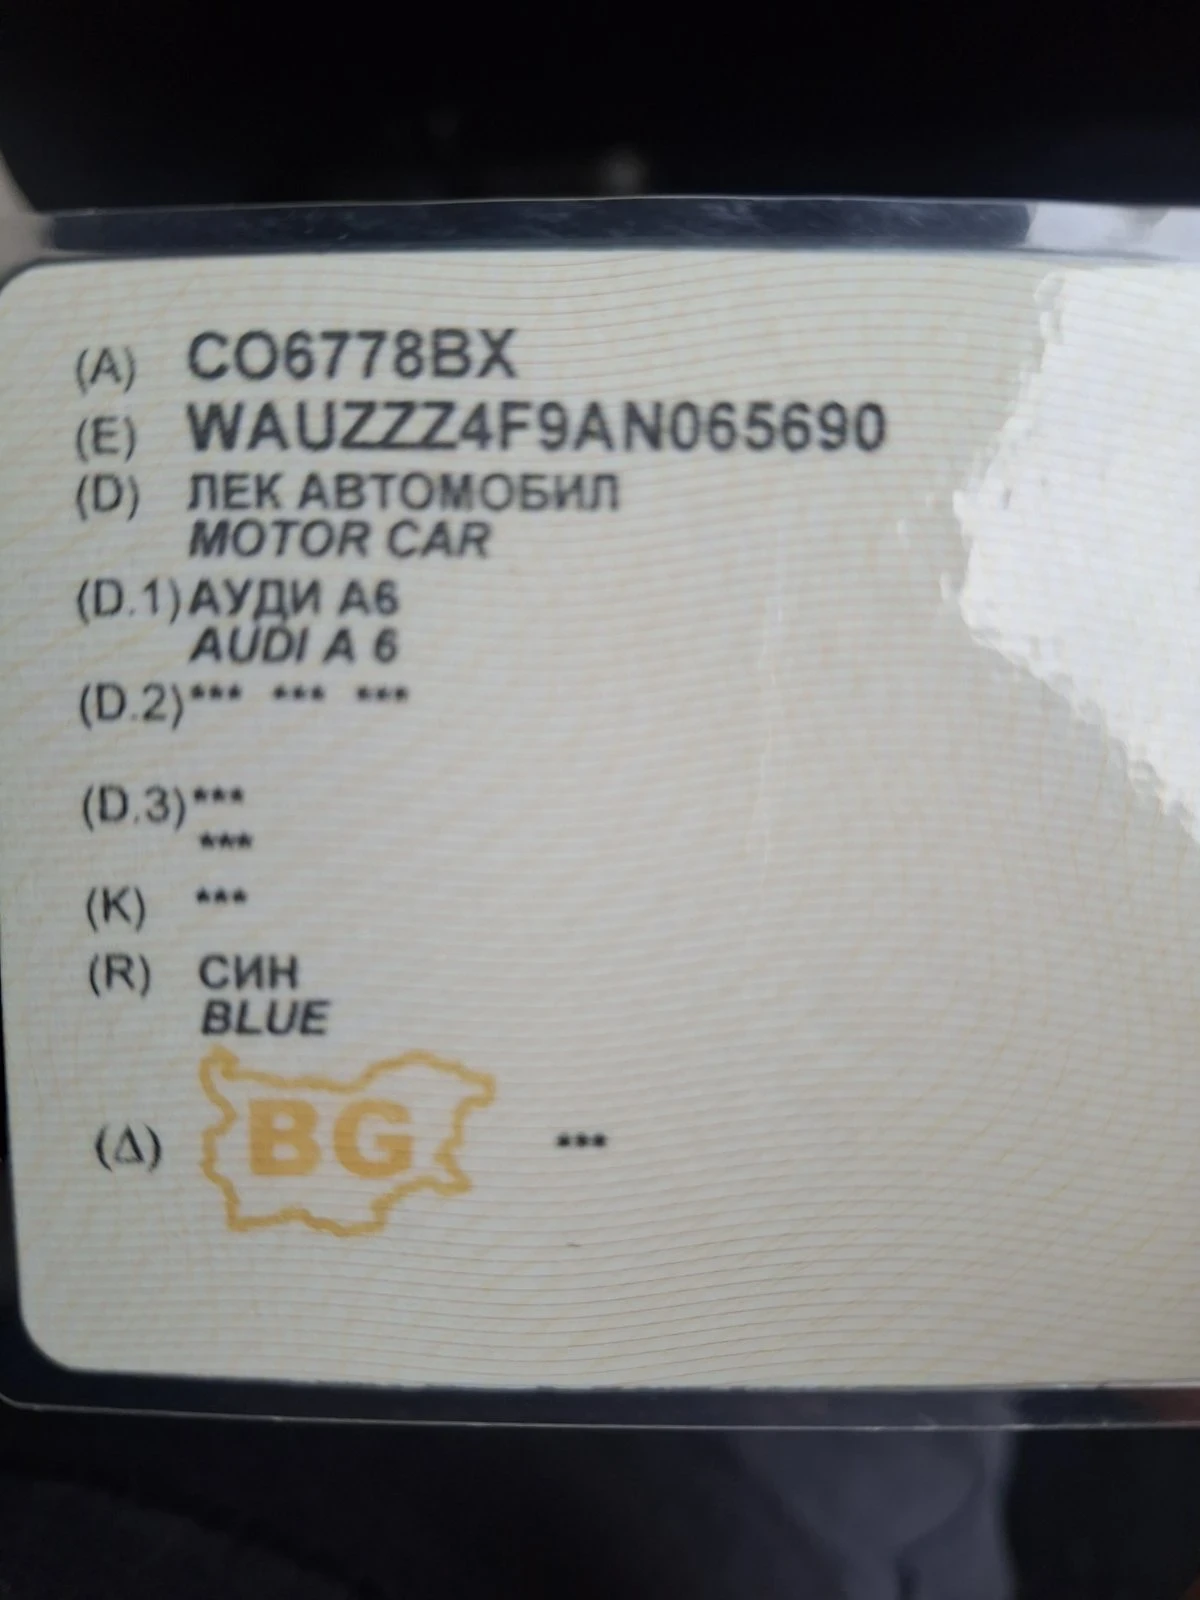 (A) CO6778BX
(E) WAUZZZ4F9AN065690
(D) ЛЕК АВТОМОБИЛ
MOTOR CAR
(D.1) АУДИ А6
AUDI A 6
(D.2) *** *** ***
(D.3) ***
***
(K) ***
(R) СИН
BLUE
(Δ) BG ***